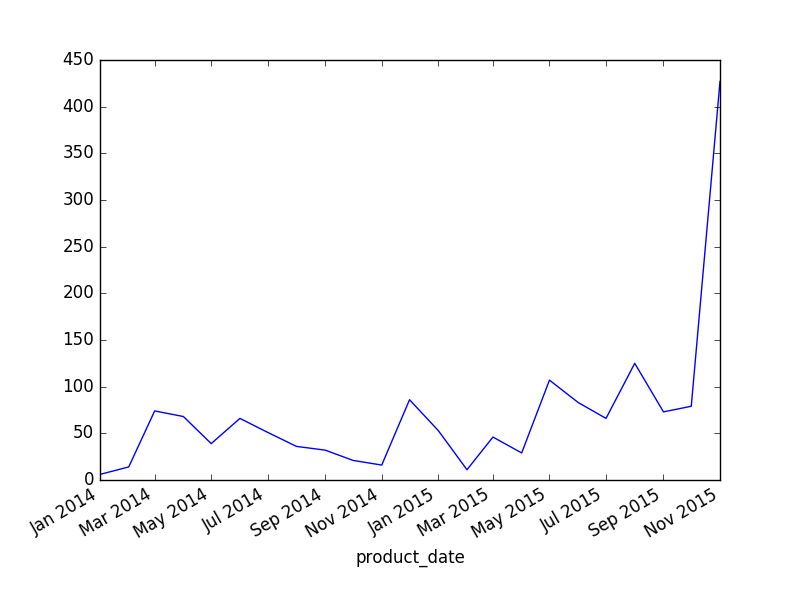 450
400
350
300
250
200
150
100
50
0
Jan 2014
Mar 2014
May 2014
Jul 2014
Sep 2014
Nov 2014
Jan 2015
Mar 2015
May 2015
Jul 2015
Sep 2015
Nov 2015
product_date